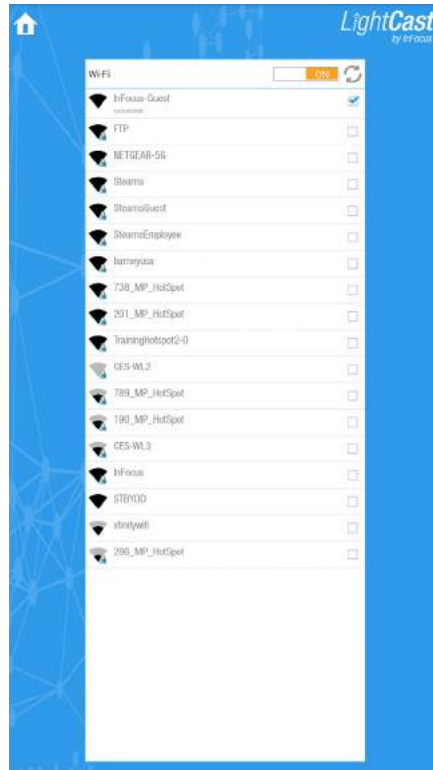 LightCast
by InFocus
Wi-Fi
ON
InFocus-Guest
connected
FTP
NETGEAR-5G
Stearns
StearnsGuest
StearnsEmployee
barneyusa
738_MP_HotSpot
201_MP_HotSpot
TrainingHotspot2-0
CES-WL2
789_MP_HotSpot
190_MP_HotSpot
CES-WL3
InFocus
STBYOD
xfinitywifi
286_MP_HotSpot